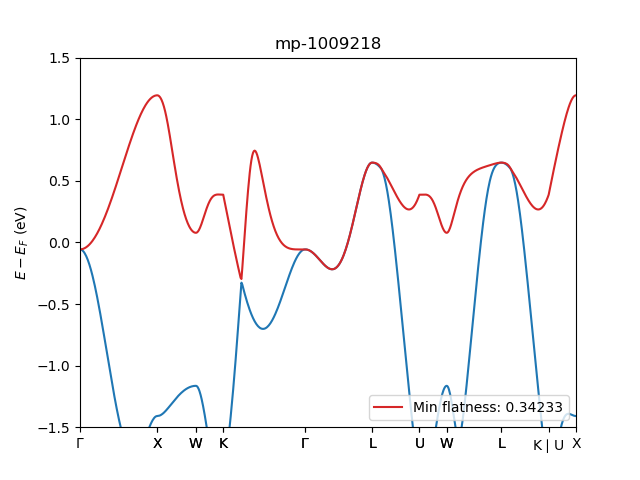 mp-1009218
1.5
1.0
0.5
0.0
−0.5
−1.0
−1.5
E − E_F (eV)
Min flatness: 0.34233
Γ X W K Γ L U W L K | U X